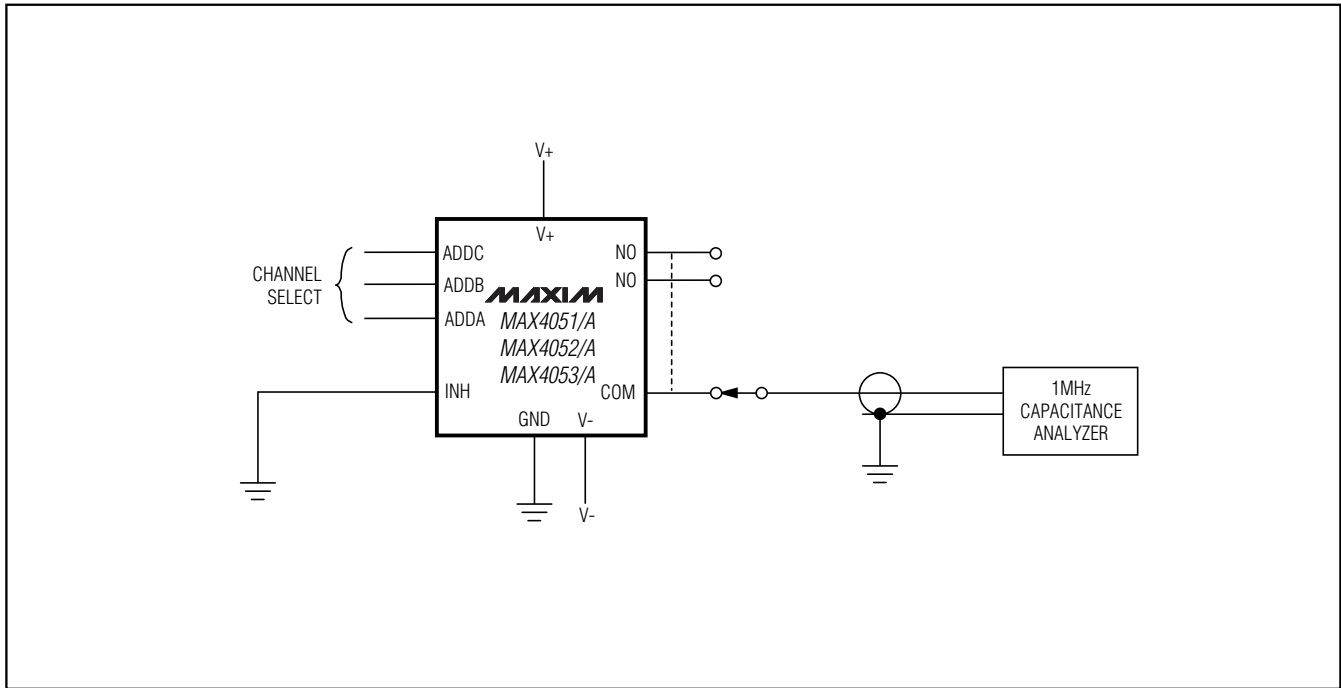 V+
V+
CHANNEL
SELECT
ADDC
ADDB
ADDA
INH
MAXIM
MAX4051/A
MAX4052/A
MAX4053/A
NO
NO
COM
GND
V-
V-
1MHz
CAPACITANCE
ANALYZER